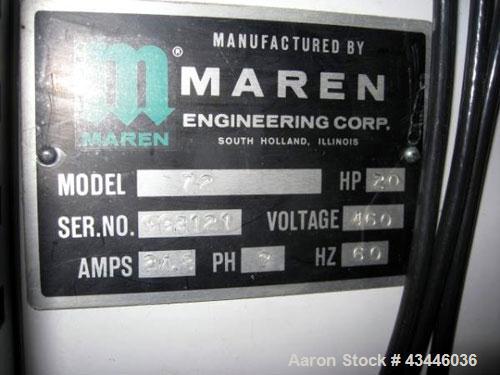 MANUFACTURED BY
m ® MAREN
MAREN ENGINEERING CORP.
SOUTH HOLLAND, ILLINOIS
MODEL 72 HP 20
SER.NO. VOLTAGE 460
AMPS PH HZ 60
Aaron Stock # 43446036